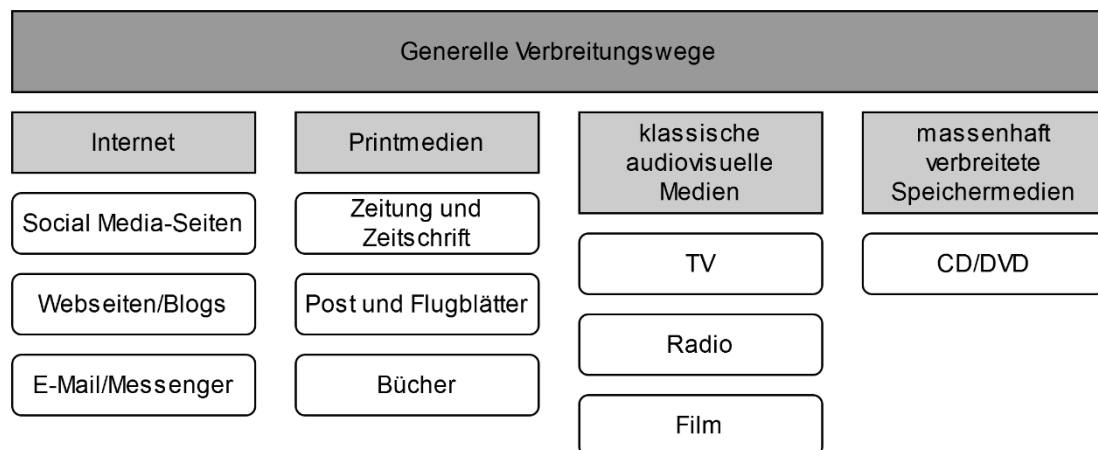 Generelle Verbreitungswege
Internet
Social Media-Seiten
Webseiten/Blogs
E-Mail/Messenger
Printmedien
Zeitung und
Zeitschrift
Post und Flugblätter
Bücher
klassische
audiovisuelle
Medien
TV
Radio
Film
massenhaft
verbreitete
Speichermedien
CD/DVD